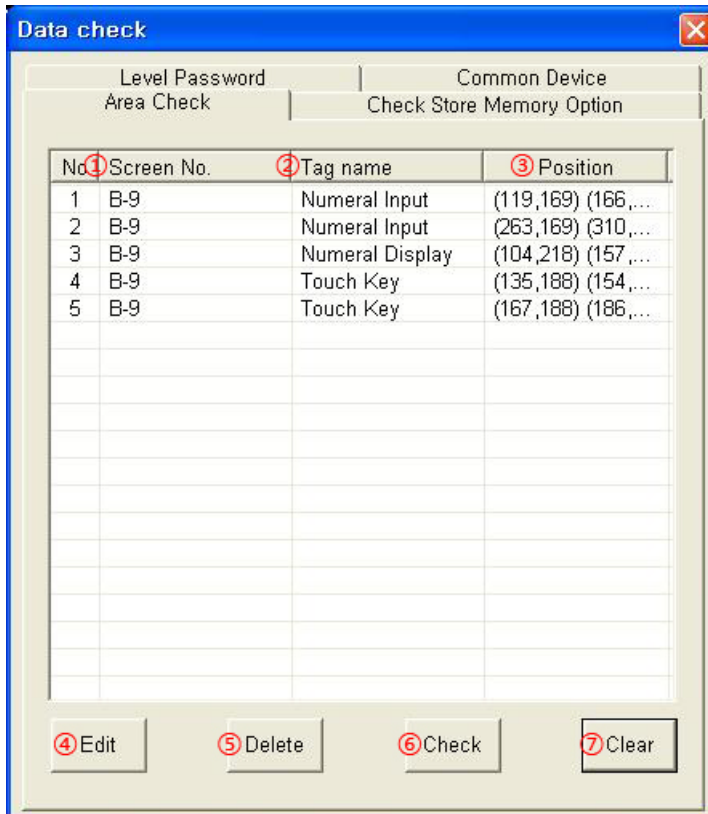 Data check
Level Password Common Device
Area Check Check Store Memory Option
No ①Screen No. ②Tag name ③Position
1 B-9 Numeral Input (119,169) (166,...
2 B-9 Numeral Input (263,169) (310,...
3 B-9 Numeral Display (104,218) (157,...
4 B-9 Touch Key (135,188) (154,...
5 B-9 Touch Key (167,188) (186,...
④Edit ⑤Delete ⑥Check ⑦Clear